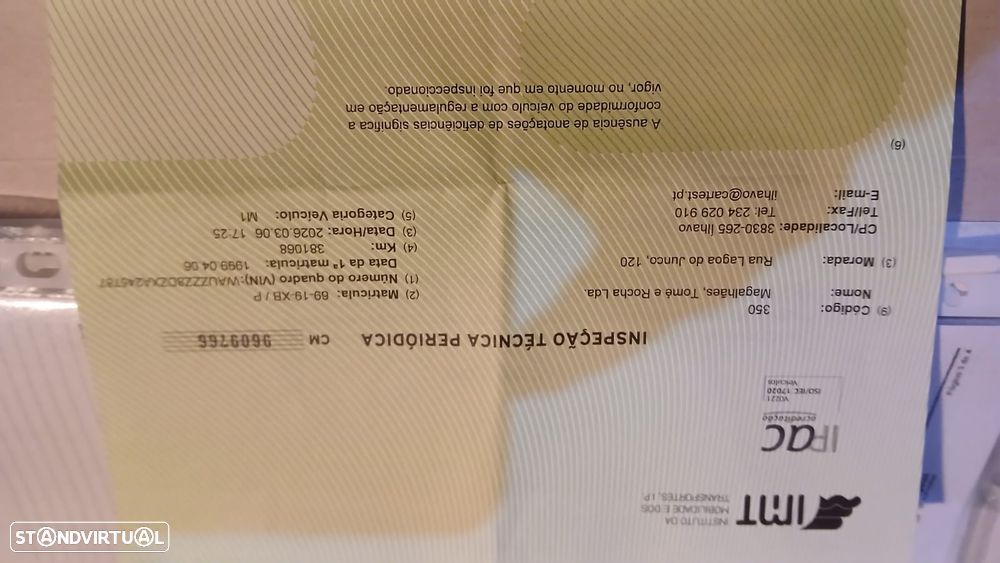 IMT
INSTITUTO DA
MOBILIDADE E DOS
TRANSPORTES, I.P.
IPac
acreditação
V0221
ISO/IEC 17020
Veículos
INSPEÇÃO TÉCNICA PERIÓDICA CM 9609766
(9) Código: 350
Nome: Magalhães, Tomé e Rocha Lda.
(3) Morada: Rua Lagoa do Junco, 120
CP/Localidade: 3830-265 Ílhavo
Tel/Fax: Tel: 234 029 910
E-mail: ilhavo@cartest.pt
(2) Matrícula: 69-19-XB / P
(1) Número do quadro (VIN):
Data da 1ª matrícula: 1999.04.06
(4) Km: 381068
(3) Data/Hora: 2026.03.06 17:25
(5) Categoria Veículo: M1
(6)
A ausência de anotações de deficiências significa a
conformidade do veículo com a regulamentação em
vigor, no momento em que foi inspeccionado.
Página 1 de 4
STANDVIRTUAL